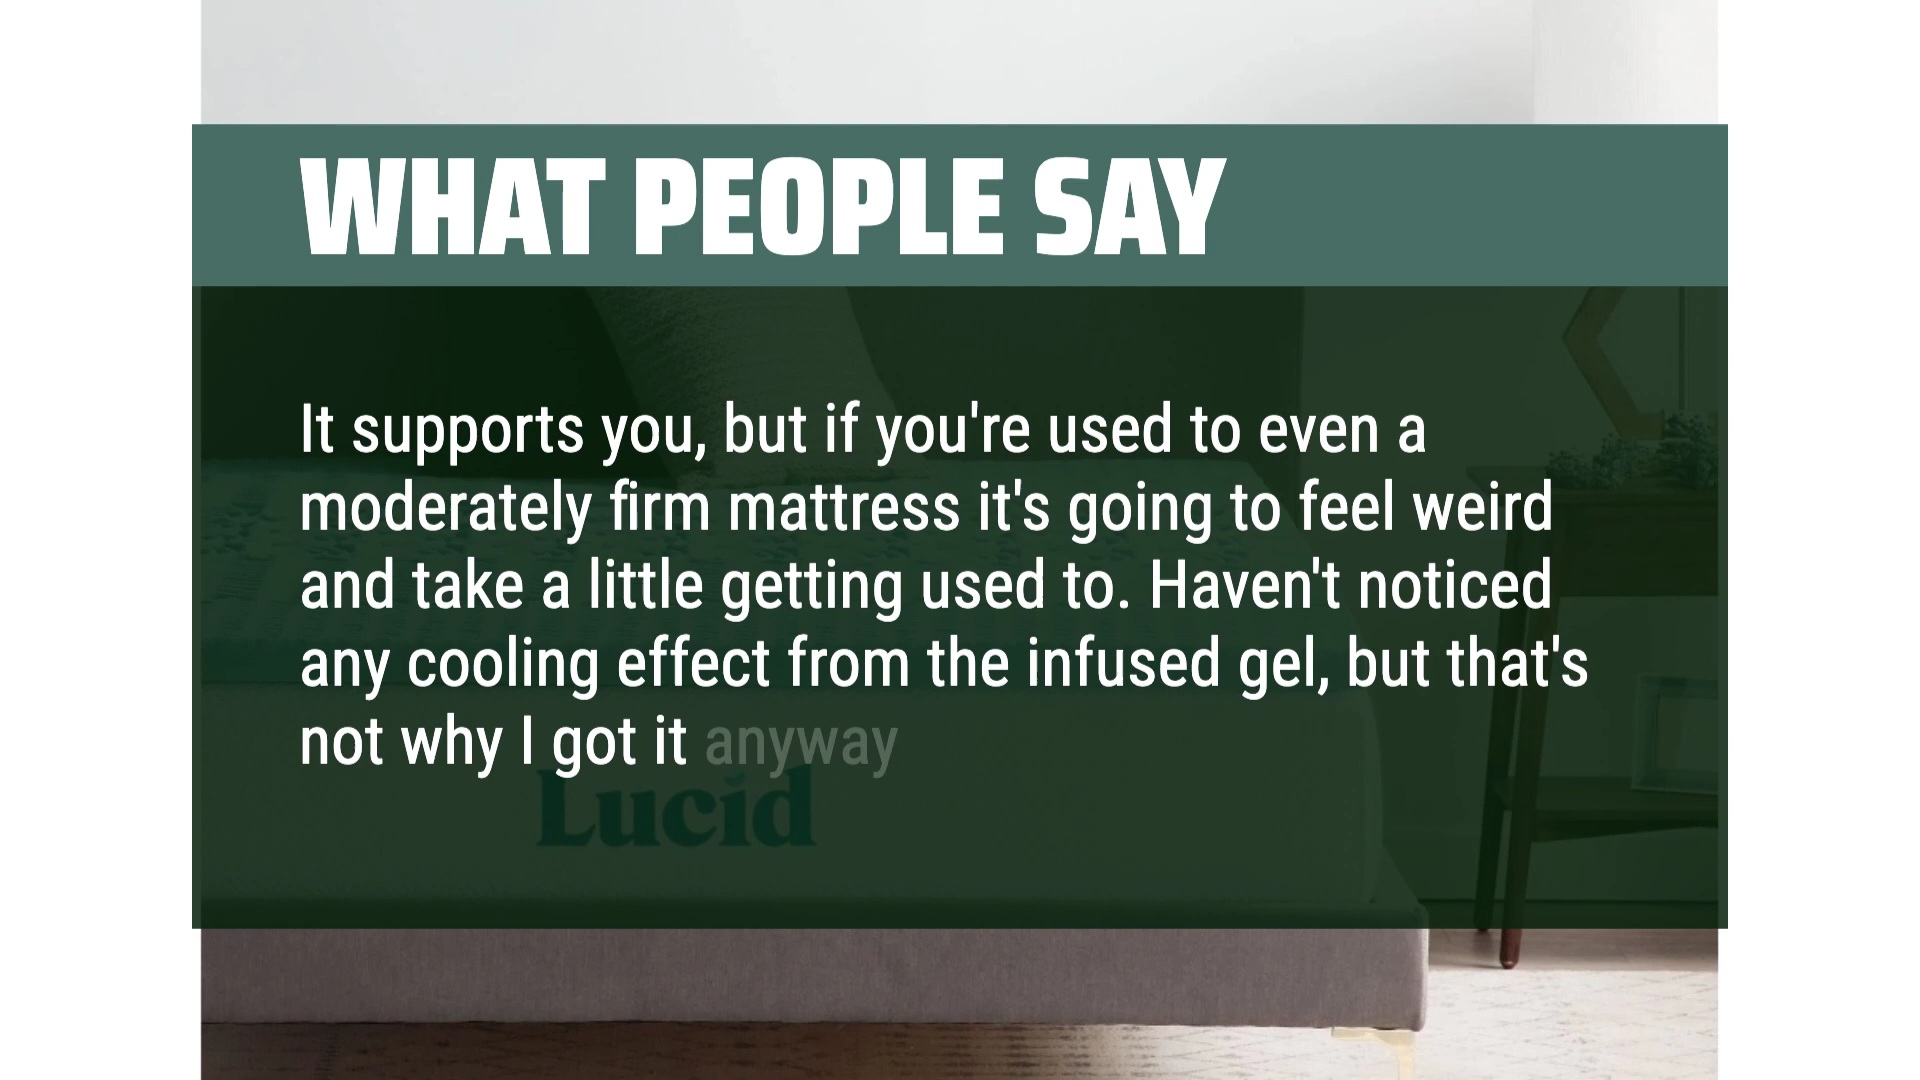 WHAT PEOPLE SAY
It supports you, but if you're used to even a
moderately firm mattress it's going to feel weird
and take a little getting used to. Haven't noticed
any cooling effect from the infused gel, but that's
not why I got it anyway
Lucid